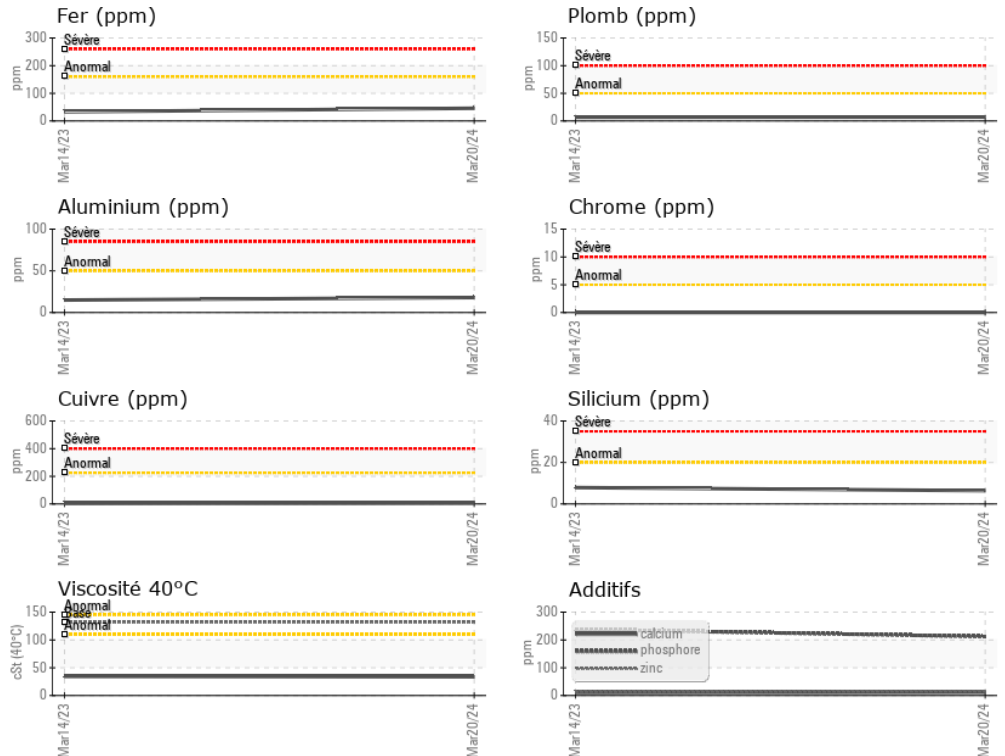 Fer (ppm)
300
200
100
0
ppm
Sévère
Anormal
Mar14/23
Mar20/24
Plomb (ppm)
150
100
50
0
ppm
Sévère
Anormal
Mar14/23
Mar20/24
Aluminium (ppm)
100
50
0
ppm
Sévère
Anormal
Mar14/23
Mar20/24
Chrome (ppm)
15
10
5
0
ppm
Sévère
Anormal
Mar14/23
Mar20/24
Cuivre (ppm)
600
400
200
0
ppm
Sévère
Anormal
Mar14/23
Mar20/24
Silicium (ppm)
40
20
0
ppm
Sévère
Anormal
Mar14/23
Mar20/24
Viscosité 40°C
150
100
50
0
cSt (40°C)
Anormal
Base
Anormal
Mar14/23
Mar20/24
Additifs
300
200
100
0
ppm
calcium
phosphore
zinc
Mar14/23
Mar20/24